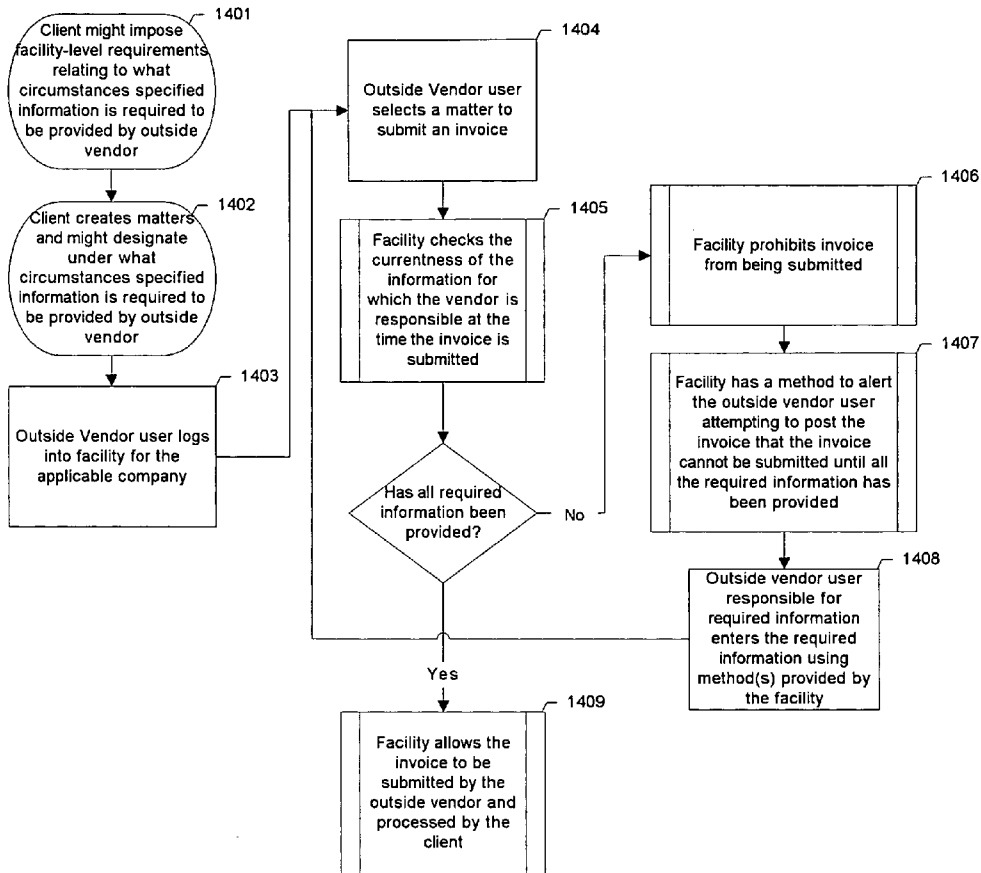 1401
Client might impose
facility-level requirements
relating to what
circumstances specified
information is required to
be provided by outside
vendor
1402
Client creates matters
and might designate
under what
circumstances specified
information is required to
be provided by outside
vendor
1403
Outside Vendor user logs
into facility for the
applicable company
1404
Outside Vendor user
selects a matter to
submit an invoice
1405
Facility checks the
currentness of the
information for
which the vendor is
responsible at the
time the invoice is
submitted
Has all required
information been
provided?
No
Yes
1406
Facility prohibits invoice
from being submitted
1407
Facility has a method to alert
the outside vendor user
attempting to post the
invoice that the invoice
cannot be submitted until all
the required information has
been provided
1408
Outside vendor user
responsible for
required information
enters the required
information using
method(s) provided by
the facility
1409
Facility allows the
invoice to be
submitted by the
outside vendor and
processed by the
client